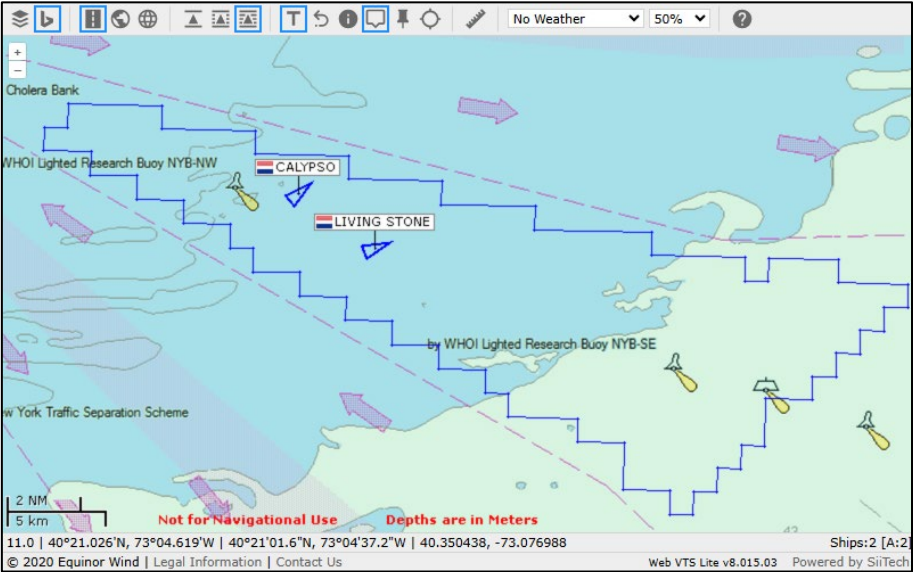 No Weather
50%
Cholera Bank
WHOI Lighted Research Buoy NYB-NW
CALYPSO
LIVING STONE
by WHOI Lighted Research Buoy NYB-SE
w York Traffic Separation Scheme
2 NM
5 km
Not for Navigational Use
Depths are in Meters
43
11.0 | 40°21.026'N, 73°04.619'W | 40°21'01.6"N, 73°04'37.2"W | 40.350438, -73.076988
Ships:2 [A:2]
© 2020 Equinor Wind | Legal Information | Contact Us
Web VTS Lite v8.015.03
Powered by SiiTech